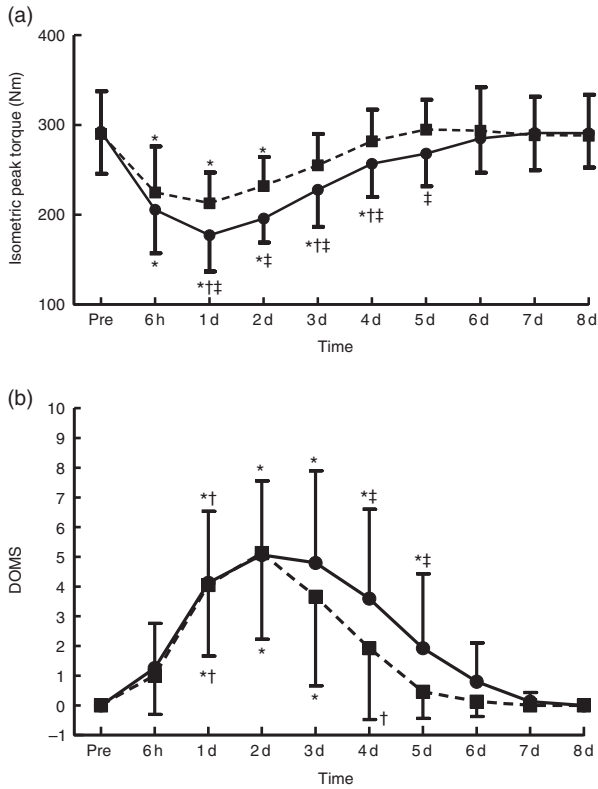 (a)
400
300
200
100
Isometric peak torque (Nm)
* * *
* *†‡ *‡ *†‡ *†‡ ‡
Pre 6 h 1 d 2 d 3 d 4 d 5 d 6 d 7 d 8 d
Time
(b)
10
9
8
7
6
5
4
3
2
1
0
–1
DOMS
*† * * *‡ *‡
*† * * †
Pre 6 h 1 d 2 d 3 d 4 d 5 d 6 d 7 d 8 d
Time